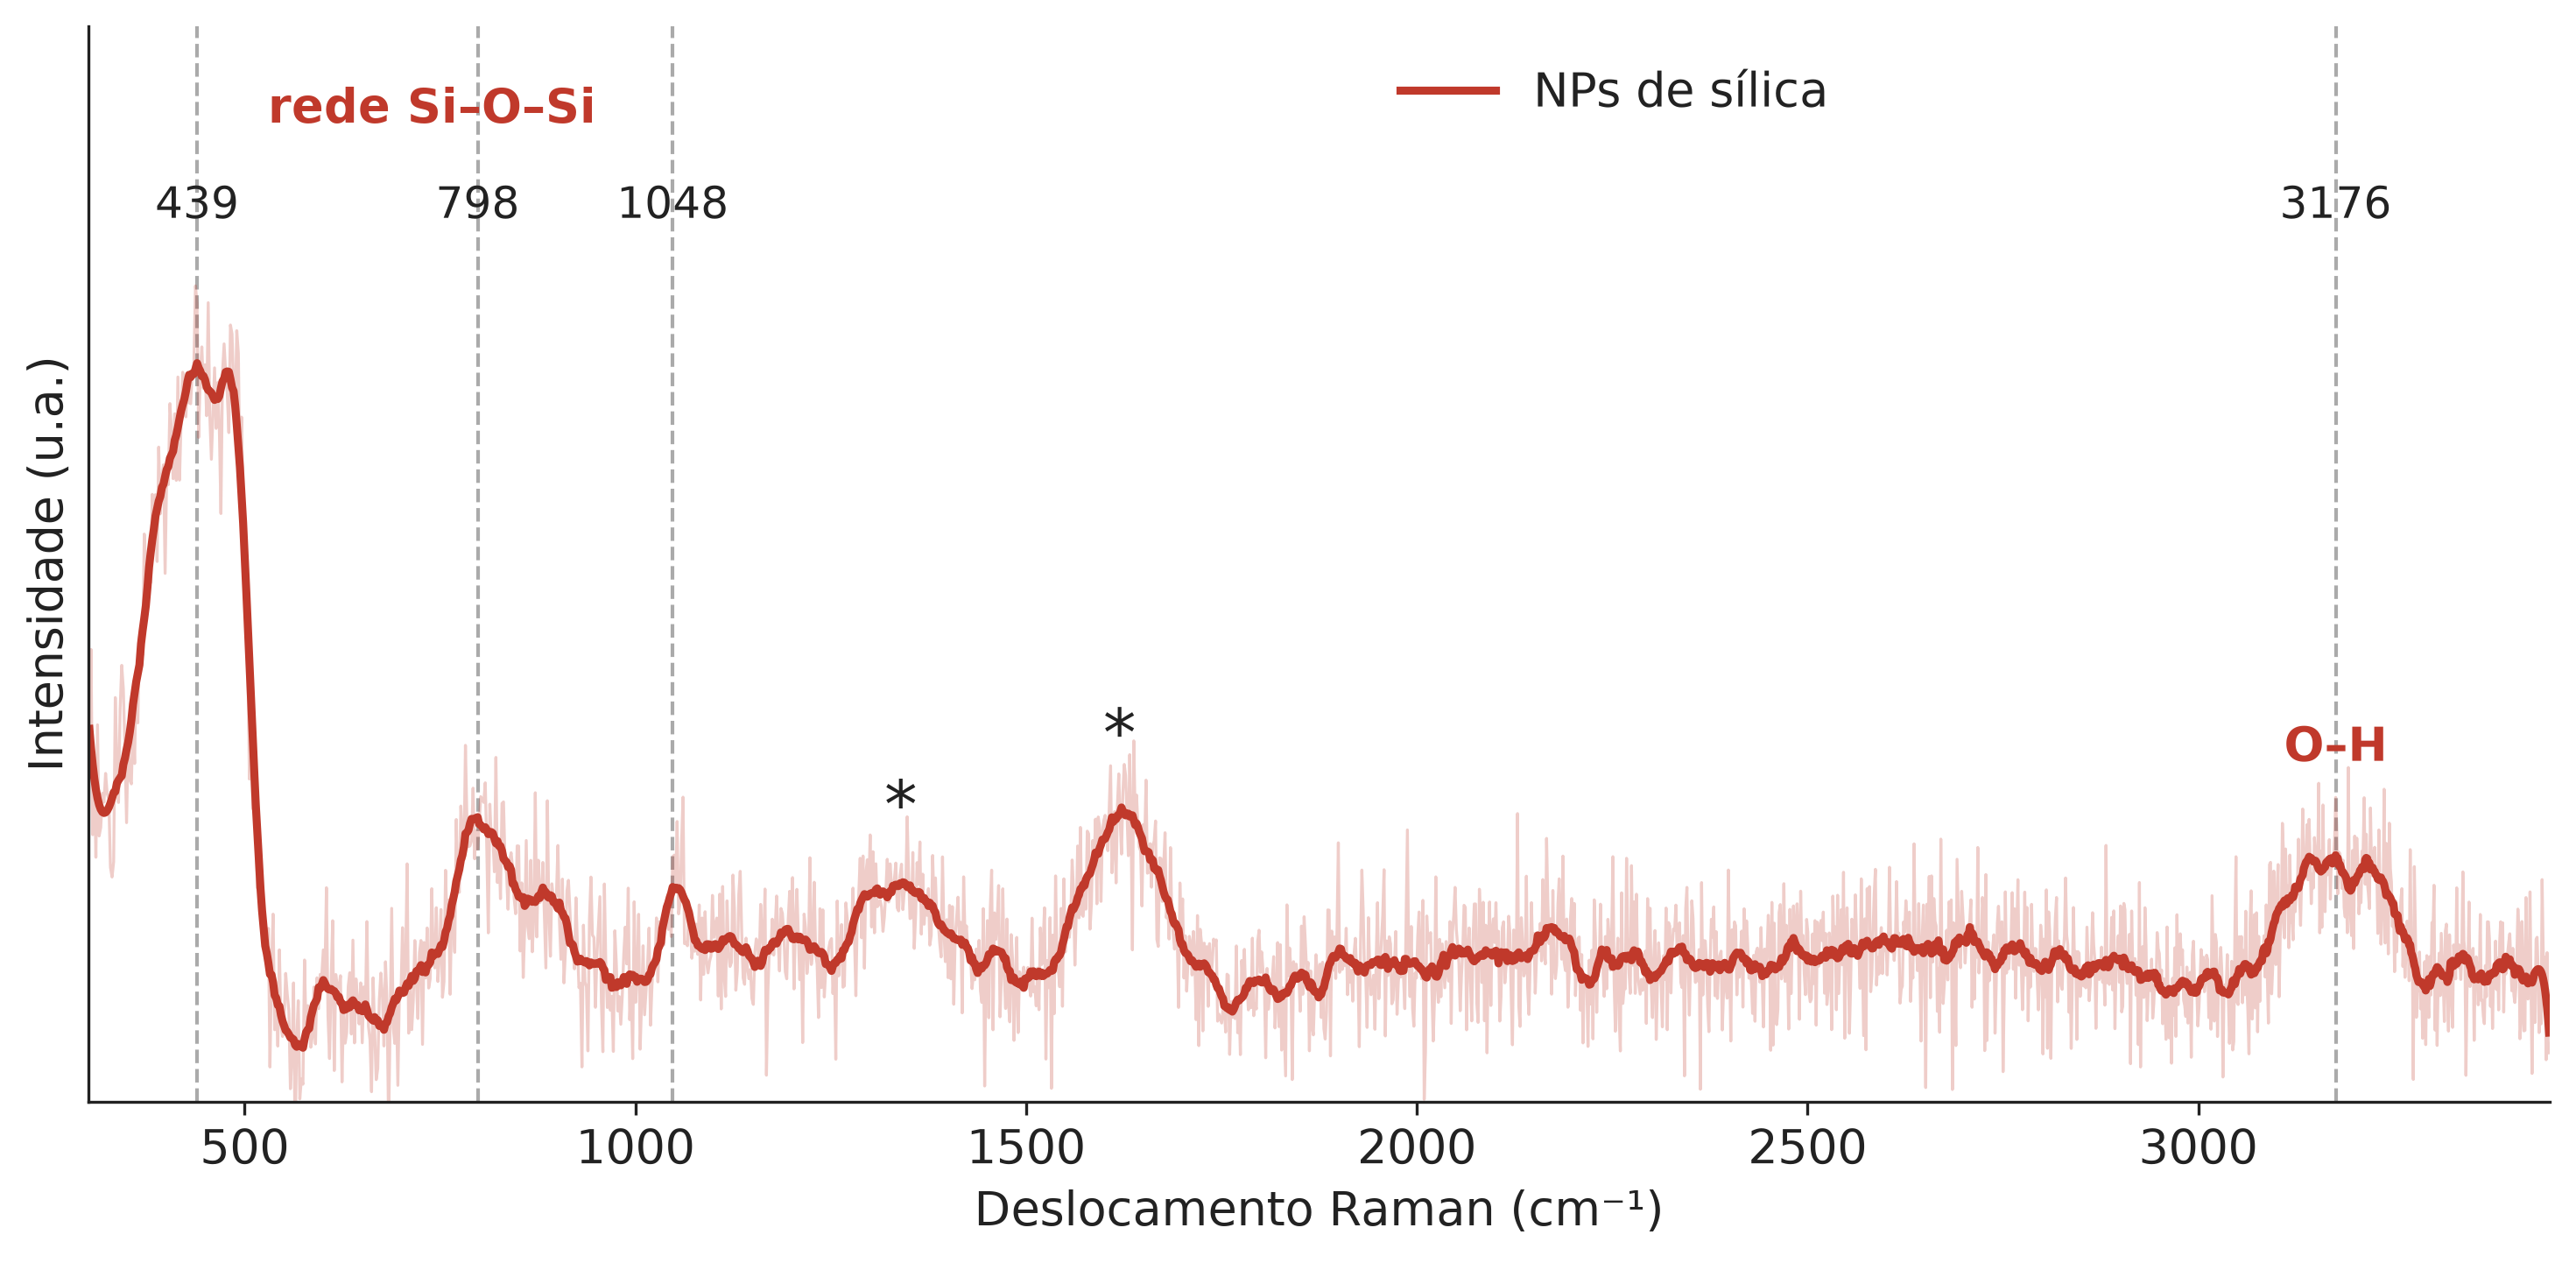 rede Si–O–Si
NPs de sílica
439 798 1048 3176
Intensidade (u.a.)
*
*
O–H
500 1000 1500 2000 2500 3000
Deslocamento Raman (cm⁻¹)